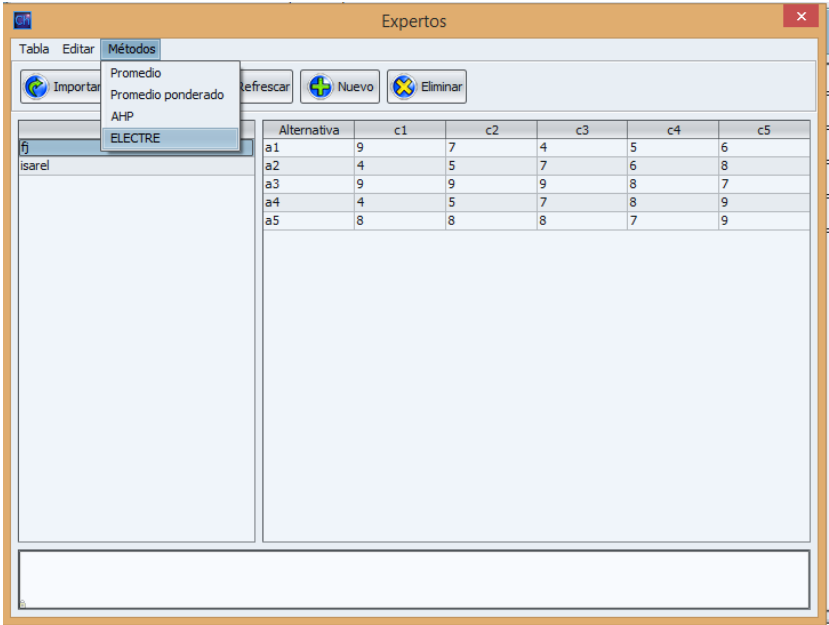 Expertos
Tabla Editar Métodos
Importar Refrescar Nuevo Eliminar
Promedio
Promedio ponderado
AHP
ELECTRE
fj
isarel
Alternativa c1 c2 c3 c4 c5
a1 9 7 4 5 6
a2 4 5 7 6 8
a3 9 9 9 8 7
a4 4 5 7 8 9
a5 8 8 8 7 9